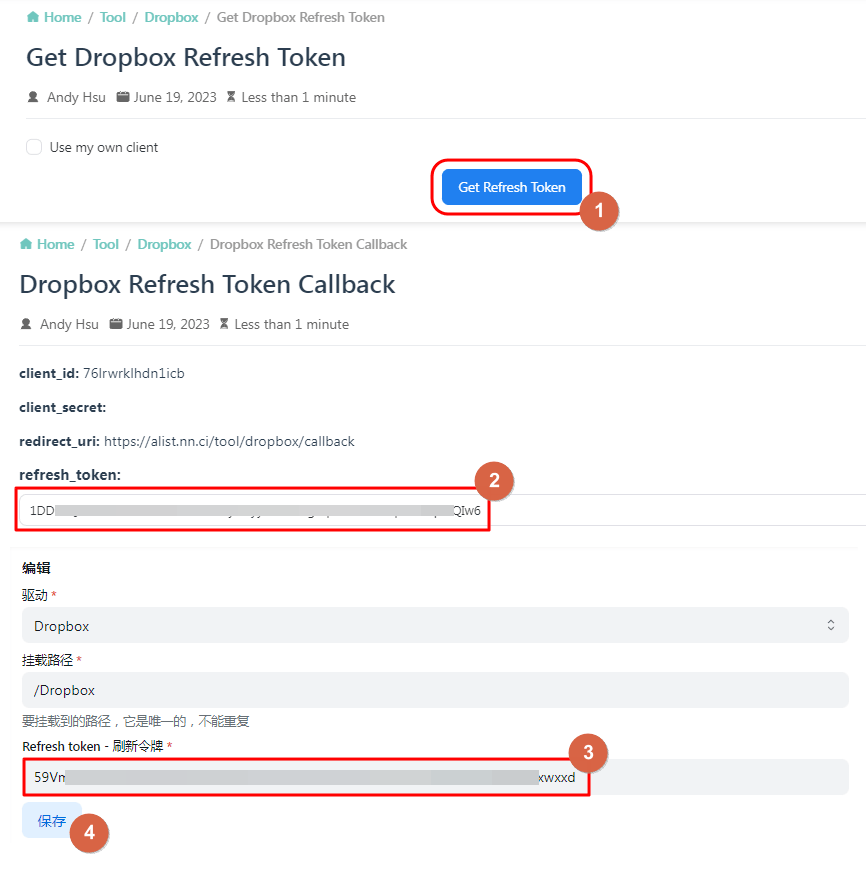 Home / Tool / Dropbox / Get Dropbox Refresh Token
Get Dropbox Refresh Token
Andy Hsu June 19, 2023 Less than 1 minute
Use my own client
Get Refresh Token
1
Home / Tool / Dropbox / Dropbox Refresh Token Callback
Dropbox Refresh Token Callback
Andy Hsu June 19, 2023 Less than 1 minute
client_id: 76lrwrklhdn1icb
client_secret:
redirect_uri: https://alist.nn.ci/tool/dropbox/callback
refresh_token:
2
1DD QIw6
编辑
驱动 *
Dropbox
挂载路径 *
/Dropbox
要挂载到的路径，它是唯一的，不能重复
Refresh token - 刷新令牌 *
3
59Vm xwxxd
保存
4